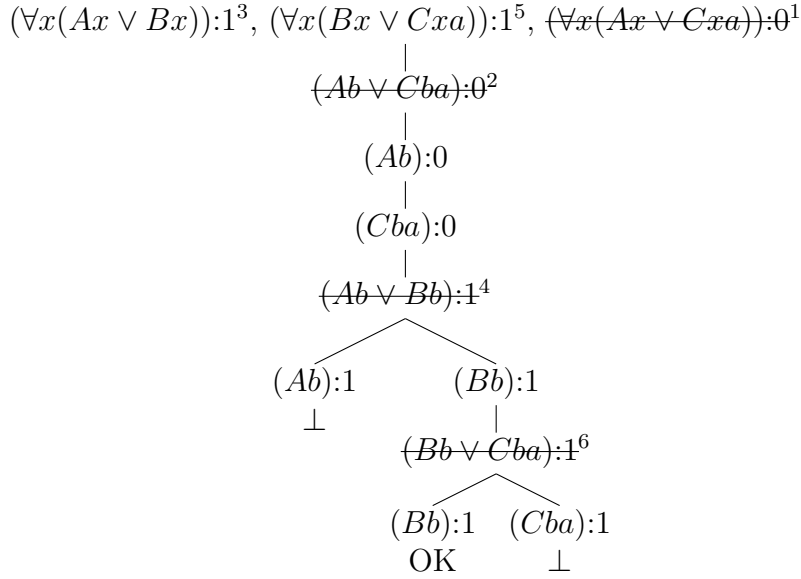 (∀x(Ax ∨ Bx)):1³, (∀x(Bx ∨ Cxa)):1⁵, (∀x(Ax ∨ Cxa)):0¹
(Ab ∨ Cba):0²
(Ab):0
(Cba):0
(Ab ∨ Bb):1⁴
(Ab):1 (Bb):1
⊥
(Bb ∨ Cba):1⁶
(Bb):1 (Cba):1
OK ⊥